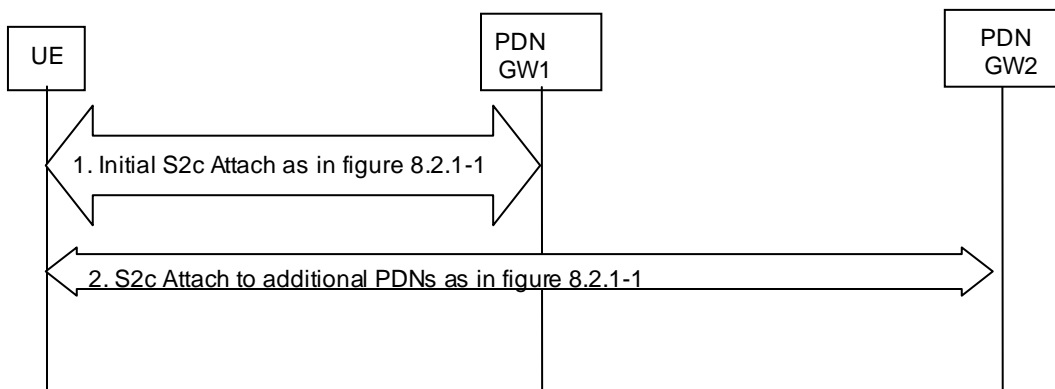 UE
PDN
GW1
PDN
GW2
1. Initial S2c Attach as in figure 8.2.1-1
2. S2c Attach to additional PDNs as in figure 8.2.1-1